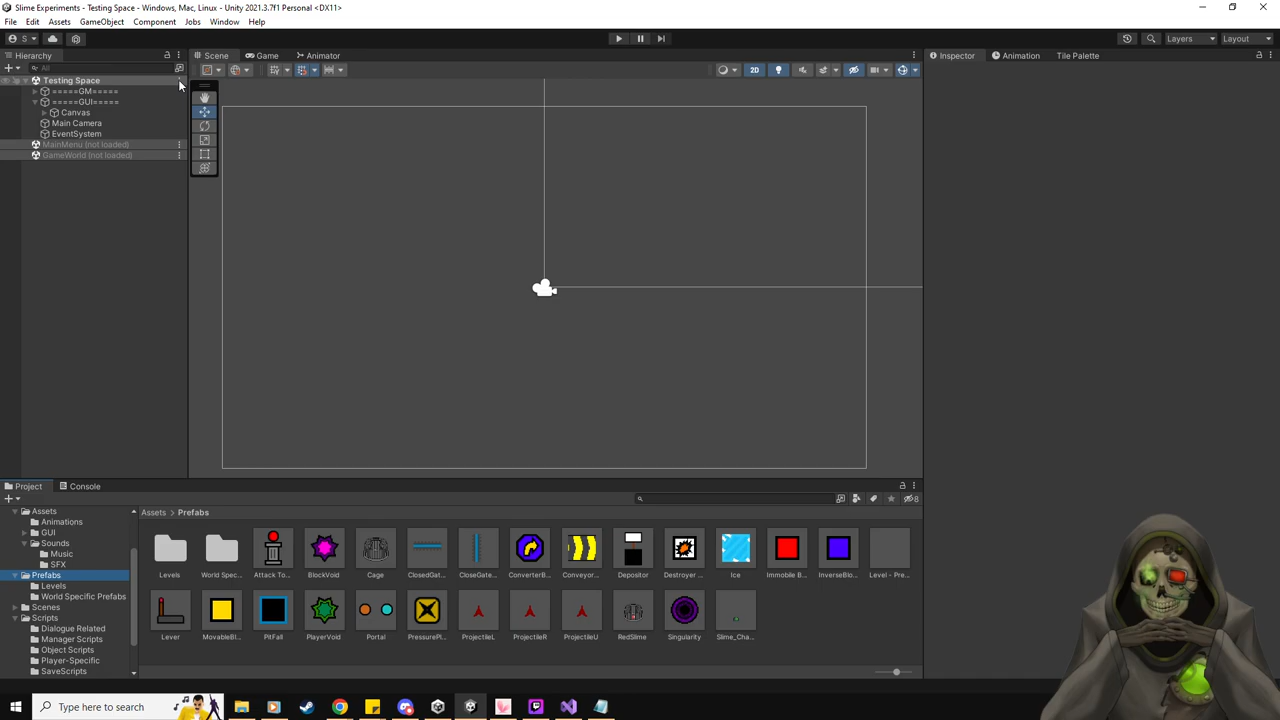 Slime Experiments - Testing Space - Windows, Mac, Linux - Unity 2021.3.7f1 Personal <DX11>
File Edit Assets GameObject Component Jobs Window Help
S Layers Layout
Hierarchy Scene Game Animator Inspector Animation Tile Palette
All 2D
Testing Space
=====GM=====
=====GUI=====
Canvas
Main Camera
EventSystem
MainMenu (not loaded)
GameWorld (not loaded)
Project Console
8
Assets
Animations
GUI
Sounds
Music
SFX
Prefabs
Levels
World Specific Prefabs
Scenes
Scripts
Dialogue Related
Manager Scripts
Object Scripts
Player-Specific
SaveScripts
Assets > Prefabs
Levels World Spec... Attack To... BlockVoid Cage ClosedGat... CloseGate... ConverterB... Conveyor... Depositor Destroyer ... Ice Immobile B... InverseBlo... Level - Pre...
Lever MovableBl... PitFall PlayerVoid Portal PressurePl... ProjectileL ProjectileR ProjectileU RedSlime Singularity Slime_Cha...
Type here to search